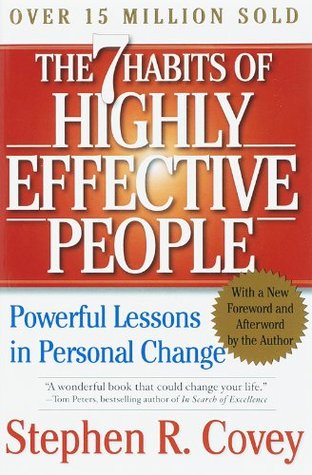 OVER 15 MILLION SOLD
THE 7 HABITS OF
HIGHLY
EFFECTIVE
PEOPLE
Powerful Lessons
in Personal Change
With a New
Foreword and
Afterword
by the Author
"A wonderful book that could change your life."
—Tom Peters, bestselling author of In Search of Excellence
Stephen R. Covey